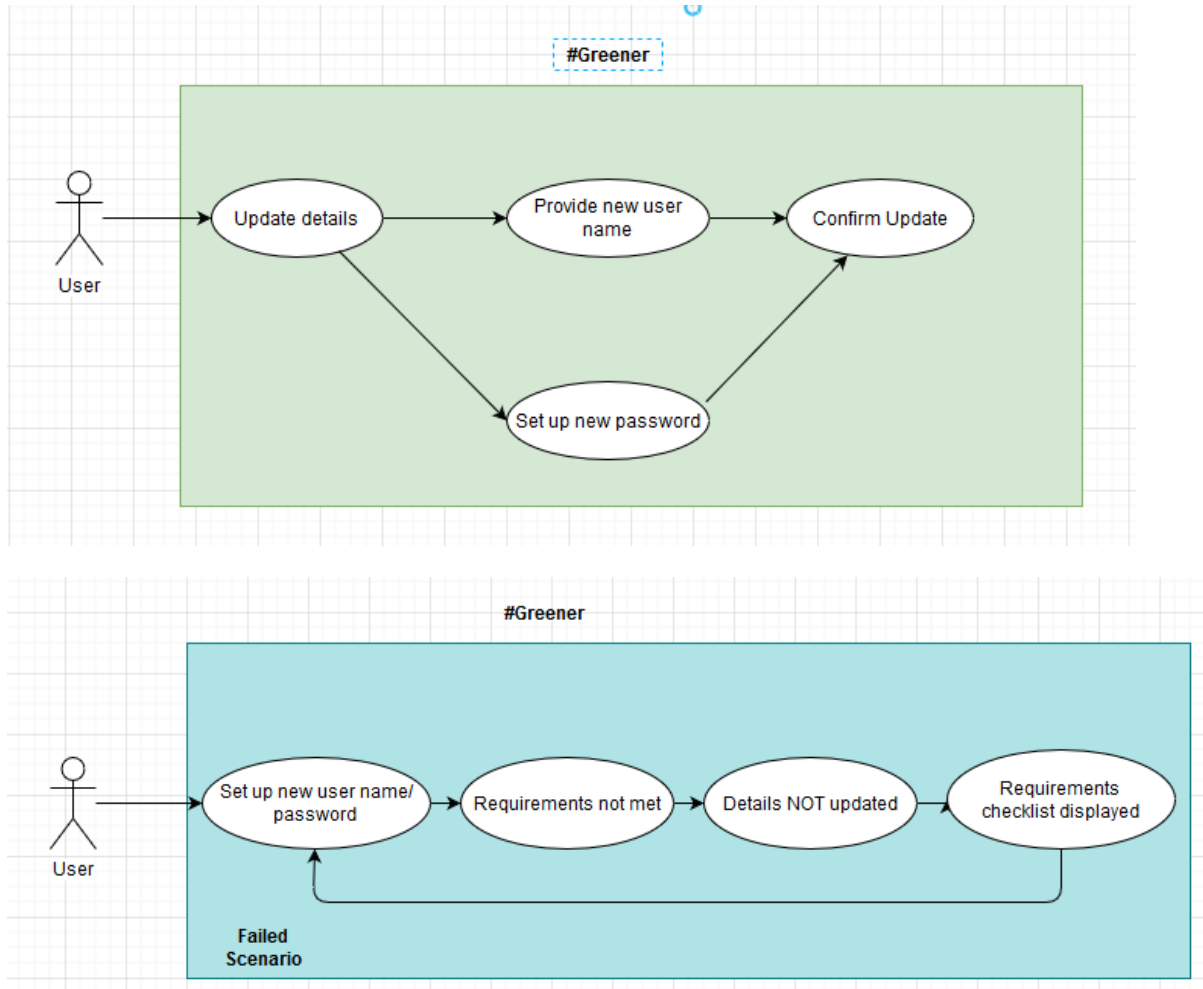 #Greener
Update details
Provide new user
name
Confirm Update
User
Set up new password
#Greener
Set up new user name/
password
Requirements not met
Details NOT updated
Requirements
checklist displayed
User
Failed
Scenario